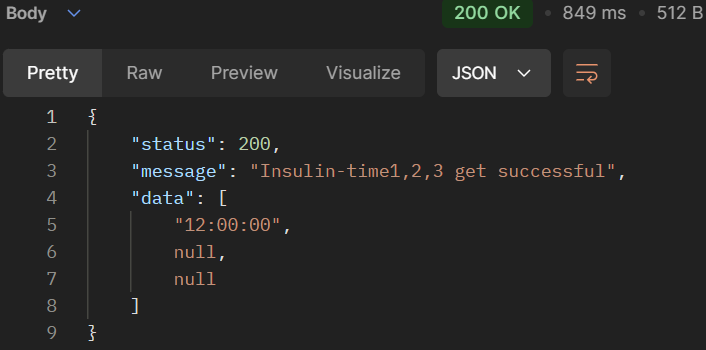 Body 200 OK • 849 ms • 512 B
Pretty Raw Preview Visualize JSON
1 {
2     "status": 200,
3     "message": "Insulin-time1,2,3 get successful",
4     "data": [
5         "12:00:00",
6         null,
7         null
8     ]
9 }